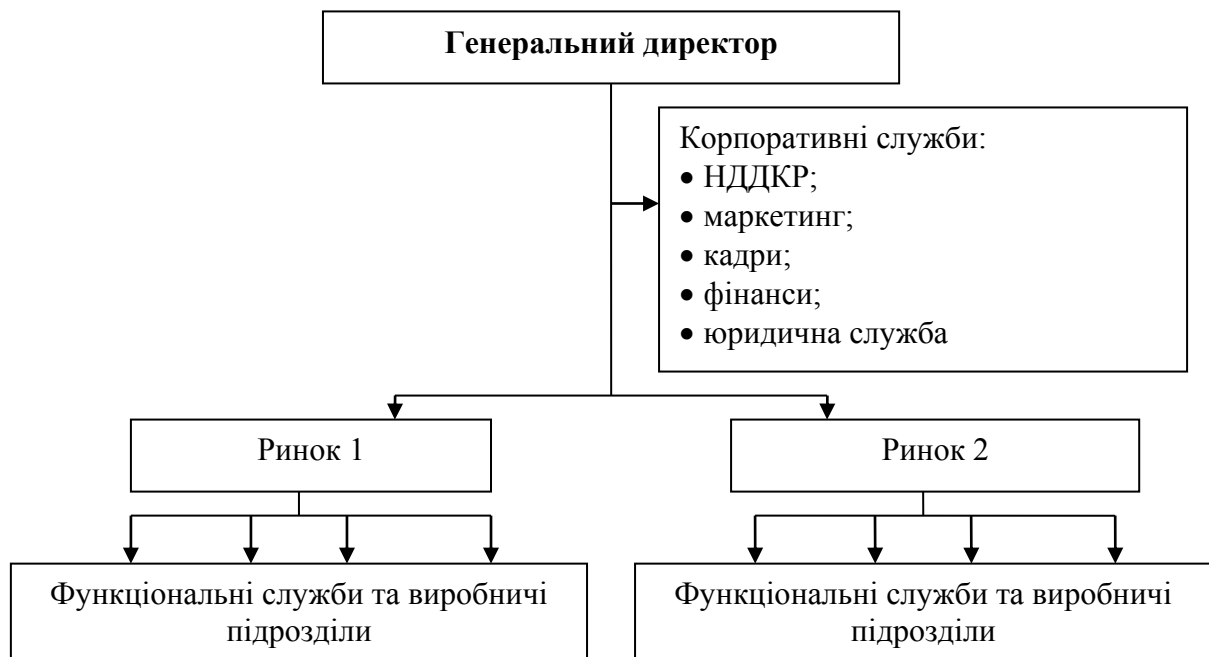 Генеральний директор
Корпоративні служби:
• НДДКР;
• маркетинг;
• кадри;
• фінанси;
• юридична служба
Ринок 1
Ринок 2
Функціональні служби та виробничі
підрозділи
Функціональні служби та виробничі
підрозділи